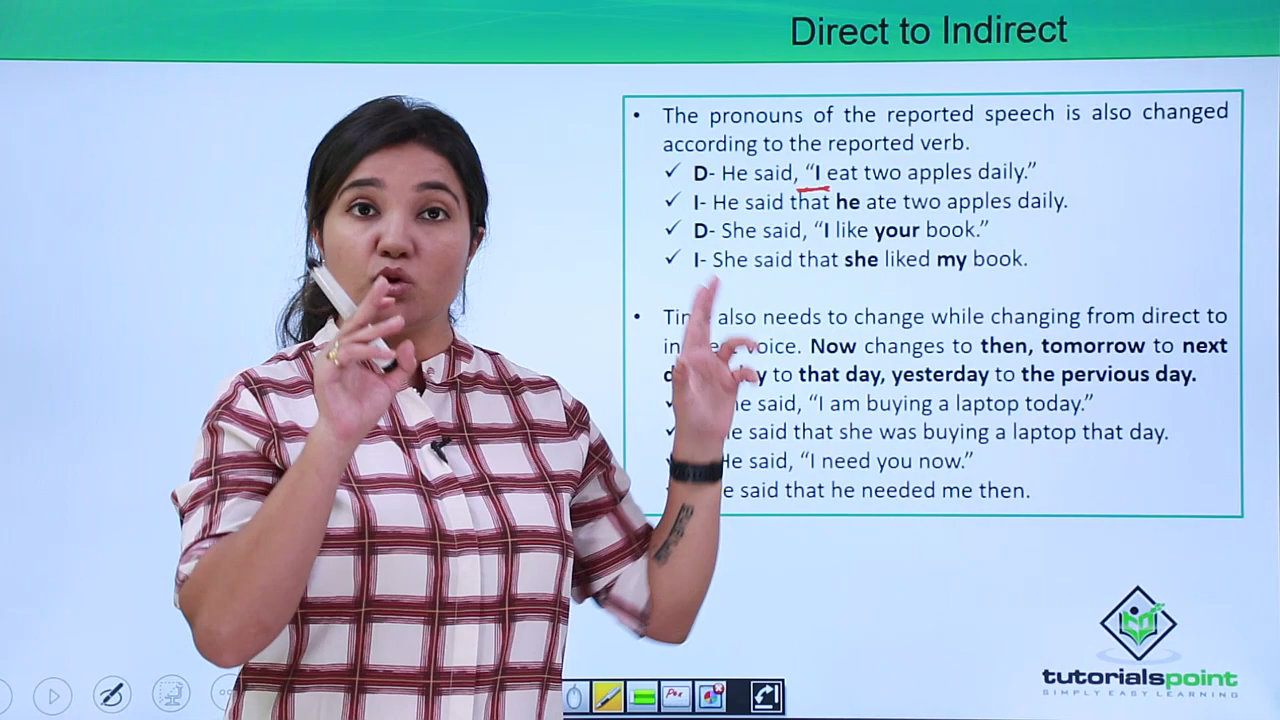 Direct to Indirect
• The pronouns of the reported speech is also changed
according to the reported verb.
✓ D- He said, “I eat two apples daily.”
✓ I- He said that he ate two apples daily.
✓ D- She said, “I like your book.”
✓ I- She said that she liked my book.
• also needs to change while changing from direct to
voice. Now changes to then, tomorrow to next
to that day, yesterday to the pervious day.
said, “I am buying a laptop today.”
said that she was buying a laptop that day.
He said, “I need you now.”
said that he needed me then.
tutorialspoint
SIMPLY EASY LEARNING
Pen